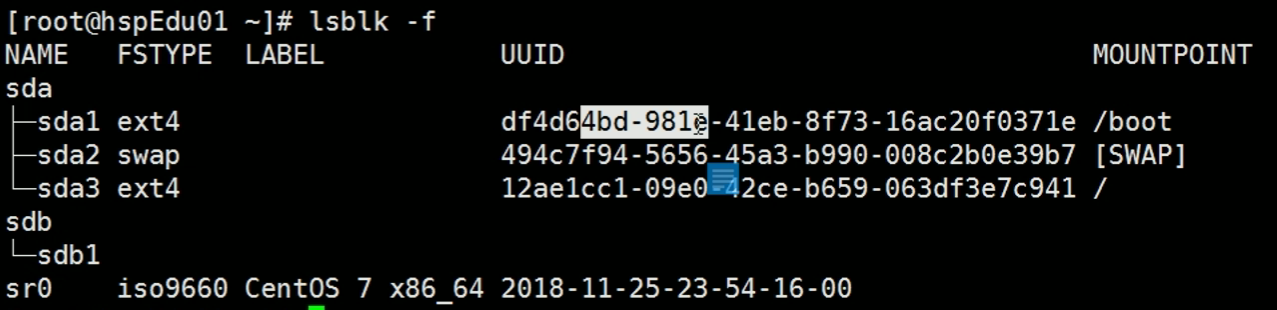 [root@hspEdu01 ~]# lsblk -f
NAME   FSTYPE  LABEL           UUID                                 MOUNTPOINT
sda
├─sda1 ext4                    df4d64bd-981e-41eb-8f73-16ac20f0371e /boot
├─sda2 swap                    494c7f94-5656-45a3-b990-008c2b0e39b7 [SWAP]
└─sda3 ext4                    12ae1cc1-09e0-42ce-b659-063df3e7c941 /
sdb
└─sdb1
sr0    iso9660 CentOS 7 x86_64 2018-11-25-23-54-16-00